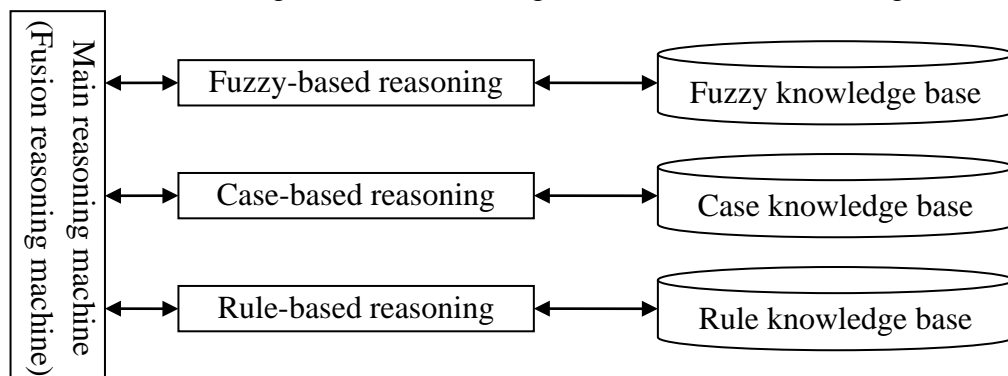 Main reasoning machine
(Fusion reasoning machine)
Fuzzy-based reasoning
Fuzzy knowledge base
Case-based reasoning
Case knowledge base
Rule-based reasoning
Rule knowledge base